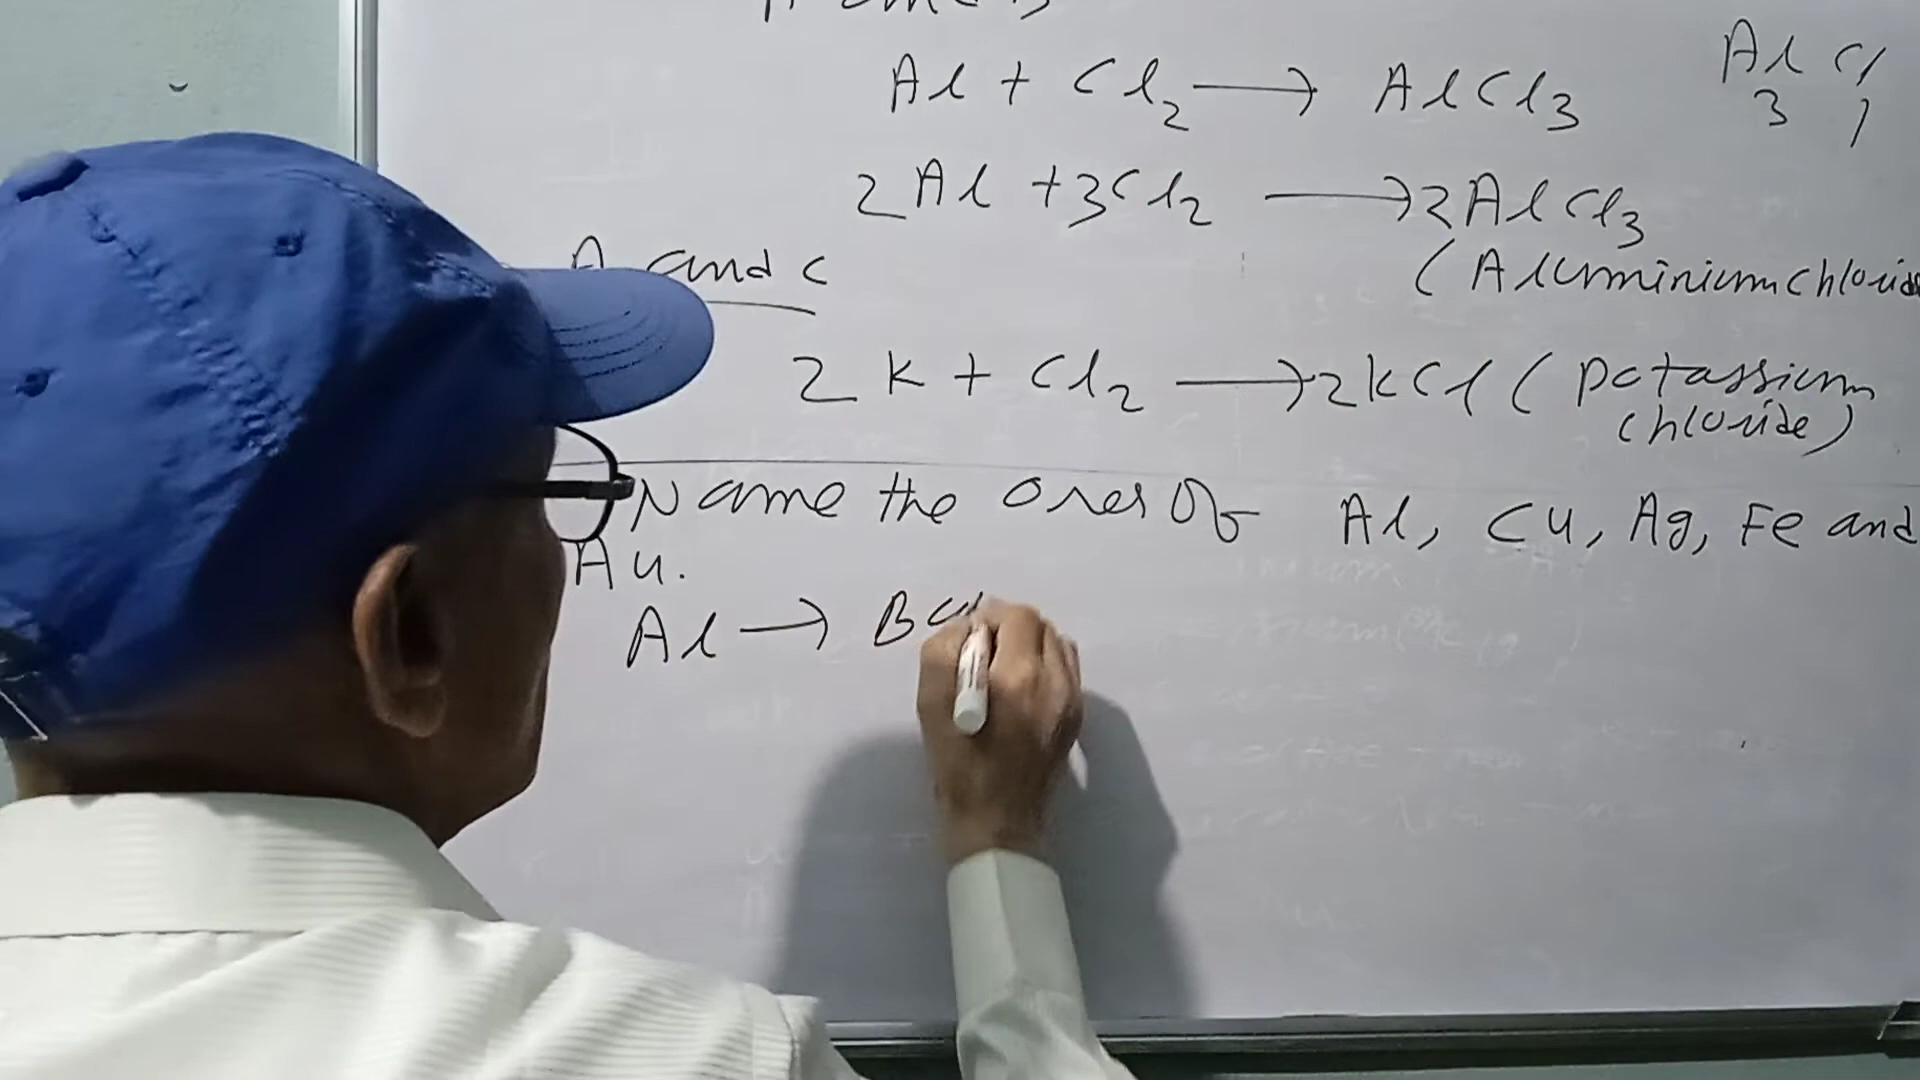 Al + Cl2 → AlCl3
Al Cl
3 1
2Al + 3Cl2 → 2AlCl3
(Aluminium chloride
A and C
2K + Cl2 → 2KCl (Potassium
chloride)
Name the Ores Of Al, Cu, Ag, Fe and
Au.
Al →